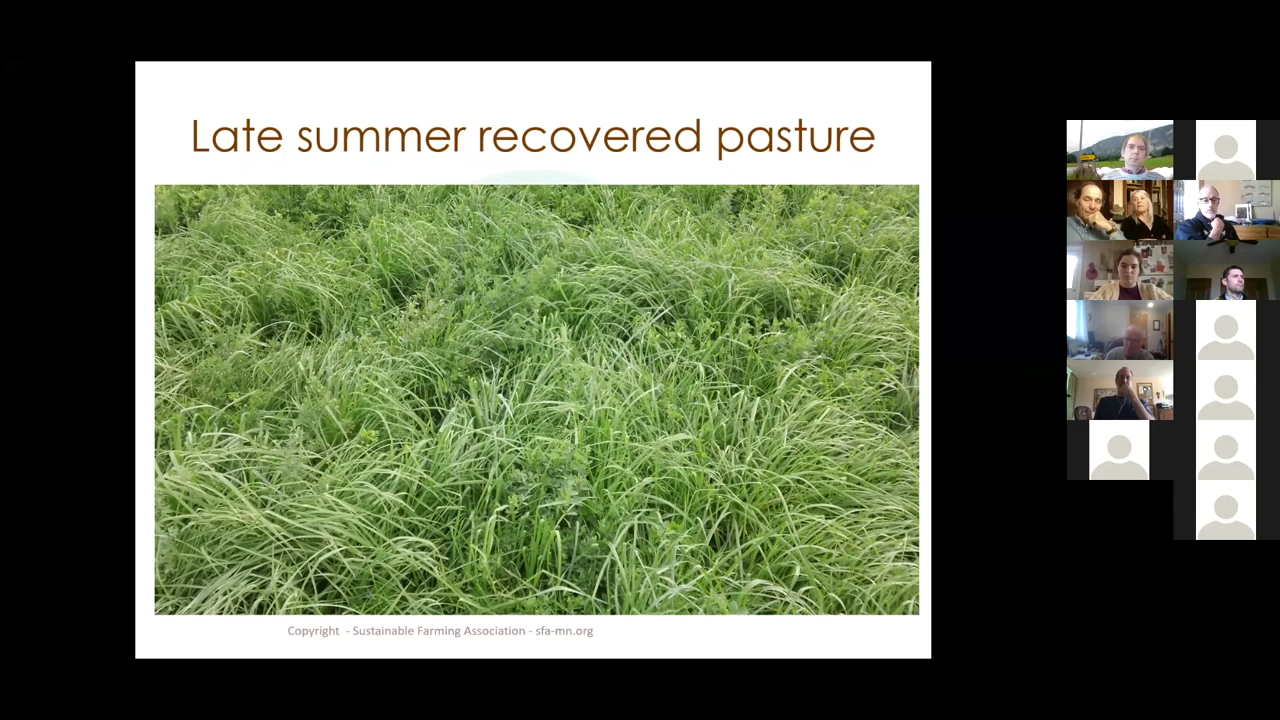 Late summer recovered pasture
Copyright - Sustainable Farming Association - sfa-mn.org